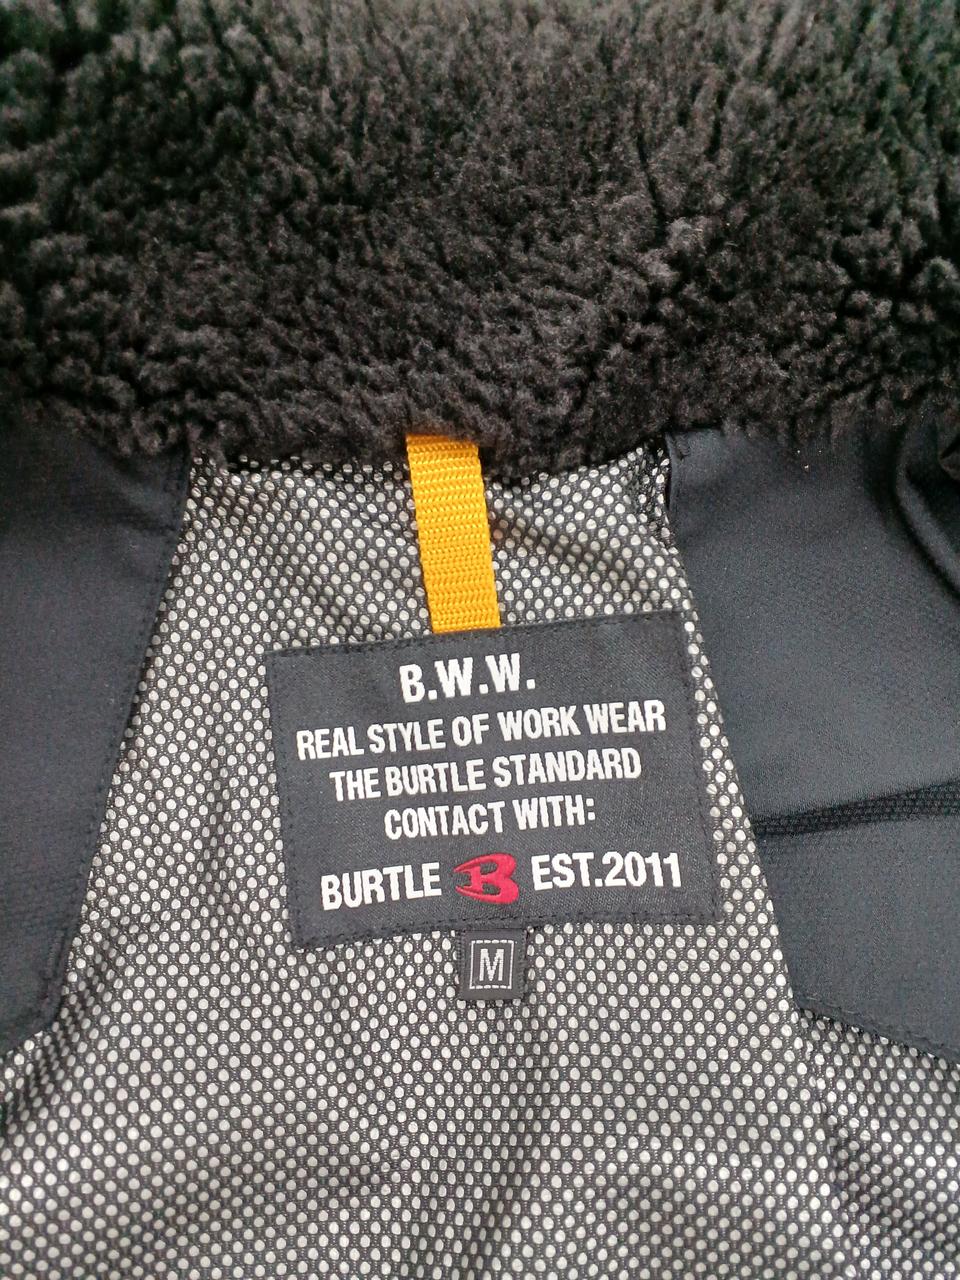 B.W.W.
REAL STYLE OF WORK WEAR
THE BURTLE STANDARD
CONTACT WITH:
BURTLE B EST.2011
M